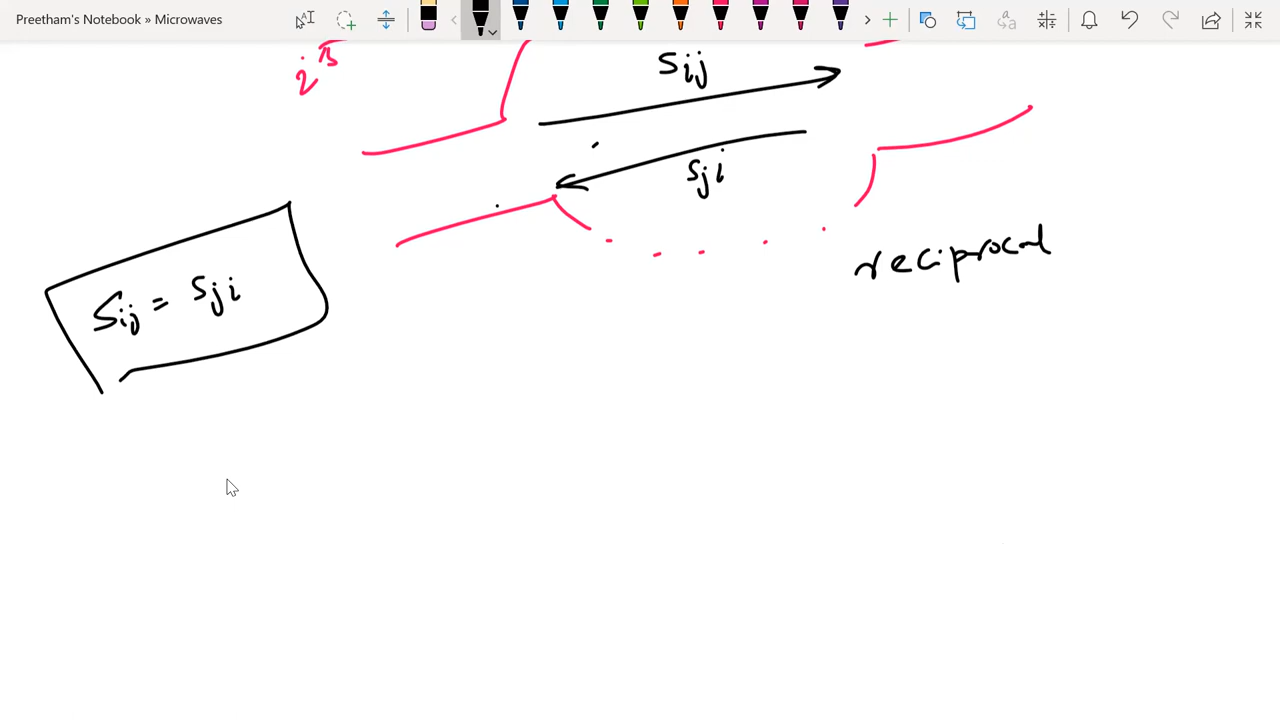 Preetham's Notebook » Microwaves
Sij
Sji
reciprocal
Sij = Sji